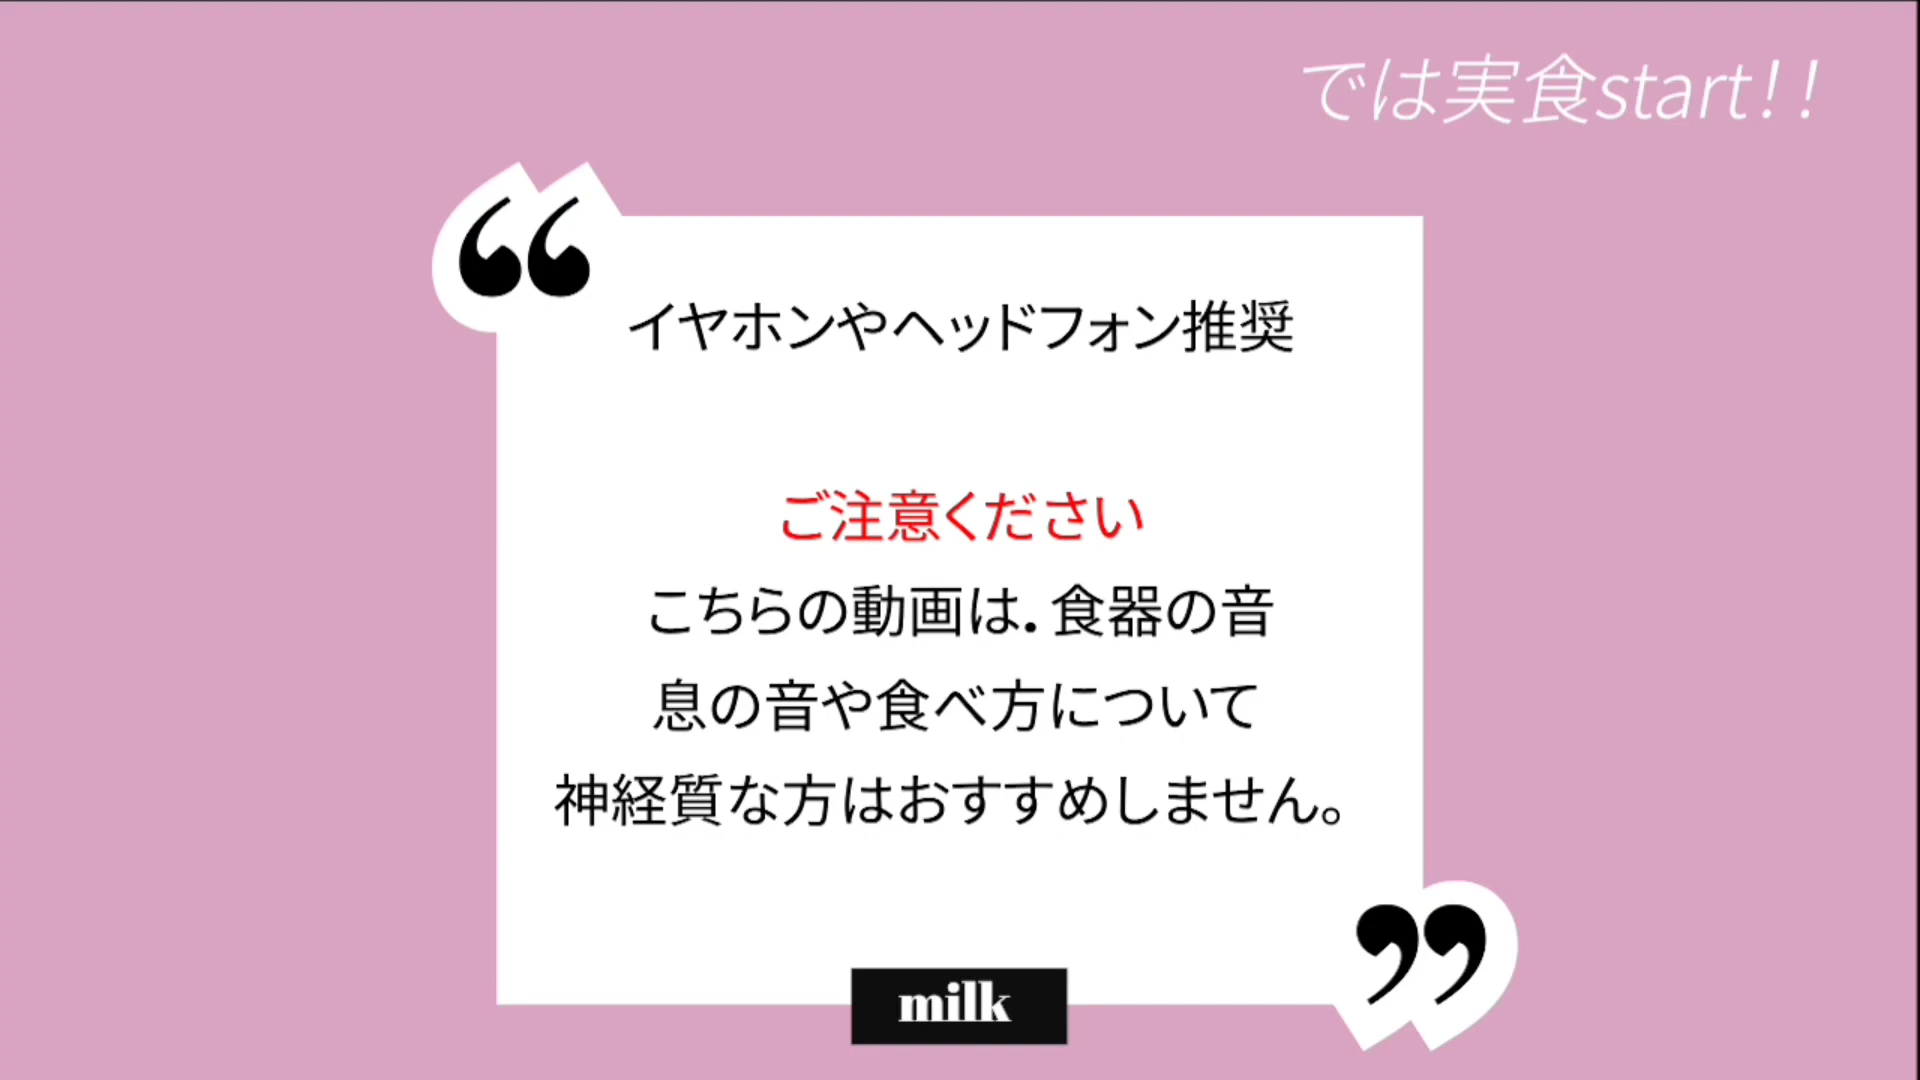 では実食start!!
イヤホンやヘッドフォン推奨
ご注意ください
こちらの動画は.食器の音
息の音や食べ方について
神経質な方はおすすめしません。
milk